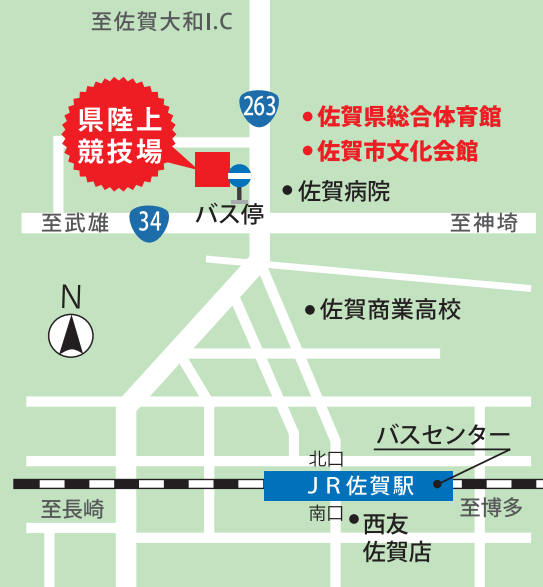 至佐賀大和I.C
263
県陸上
競技場
佐賀県総合体育館
佐賀市文化会館
佐賀病院
バス停
至武雄
34
至神埼
N
佐賀商業高校
バスセンター
北口
JR佐賀駅
至長崎
南口
至博多
西友
佐賀店